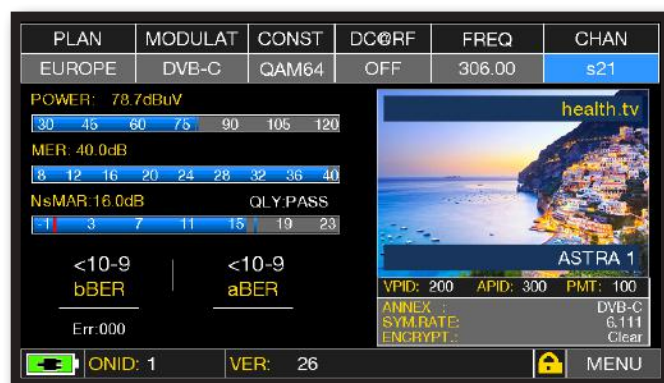 PLAN MODULAT CONST DC@RF FREQ CHAN
EUROPE DVB-C QAM64 OFF 306.00 s21
POWER: 78.7dBuV
30 45 60 75 90 105 120
MER: 40.0dB
8 12 16 20 24 28 32 36 40
NsMAR:16.0dB QLY:PASS
-1 3 7 11 15 19 23
<10-9 <10-9
bBER aBER
Err:000
health.tv
ASTRA 1
VPID: 200 APID: 300 PMT: 100
ANNEX : DVB-C
SYM.RATE: 6.111
ENCRYPT.: Clear
ONID: 1 VER: 26 MENU